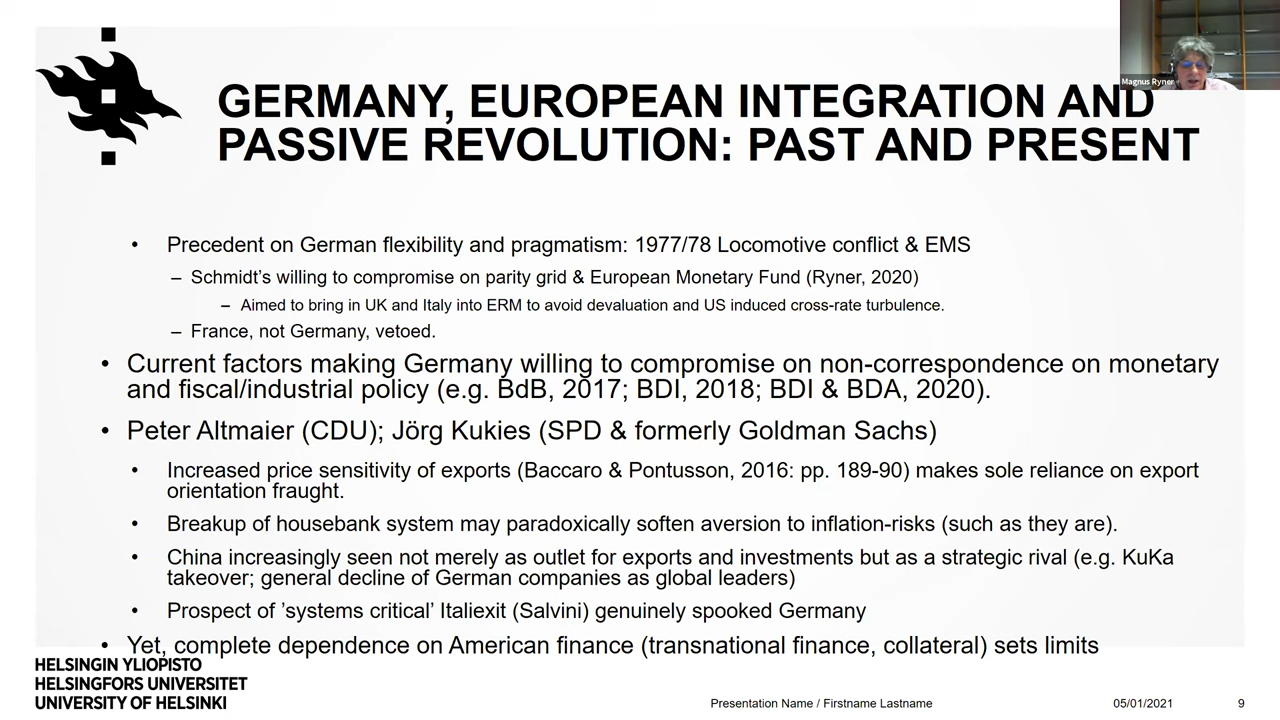 Magnus Ryner
GERMANY, EUROPEAN INTEGRATION AND
PASSIVE REVOLUTION: PAST AND PRESENT
• Precedent on German flexibility and pragmatism: 1977/78 Locomotive conflict & EMS
– Schmidt’s willing to compromise on parity grid & European Monetary Fund (Ryner, 2020)
– Aimed to bring in UK and Italy into ERM to avoid devaluation and US induced cross-rate turbulence.
– France, not Germany, vetoed.
• Current factors making Germany willing to compromise on non-correspondence on monetary
and fiscal/industrial policy (e.g. BdB, 2017; BDI, 2018; BDI & BDA, 2020).
• Peter Altmaier (CDU); Jörg Kukies (SPD & formerly Goldman Sachs)
• Increased price sensitivity of exports (Baccaro & Pontusson, 2016: pp. 189-90) makes sole reliance on export
orientation fraught.
• Breakup of housebank system may paradoxically soften aversion to inflation-risks (such as they are).
• China increasingly seen not merely as outlet for exports and investments but as a strategic rival (e.g. KuKa
takeover; general decline of German companies as global leaders)
• Prospect of ’systems critical’ Italiexit (Salvini) genuinely spooked Germany
• Yet, complete dependence on American finance (transnational finance, collateral) sets limits
HELSINGIN YLIOPISTO
HELSINGFORS UNIVERSITET
UNIVERSITY OF HELSINKI
Presentation Name / Firstname Lastname
05/01/2021
9